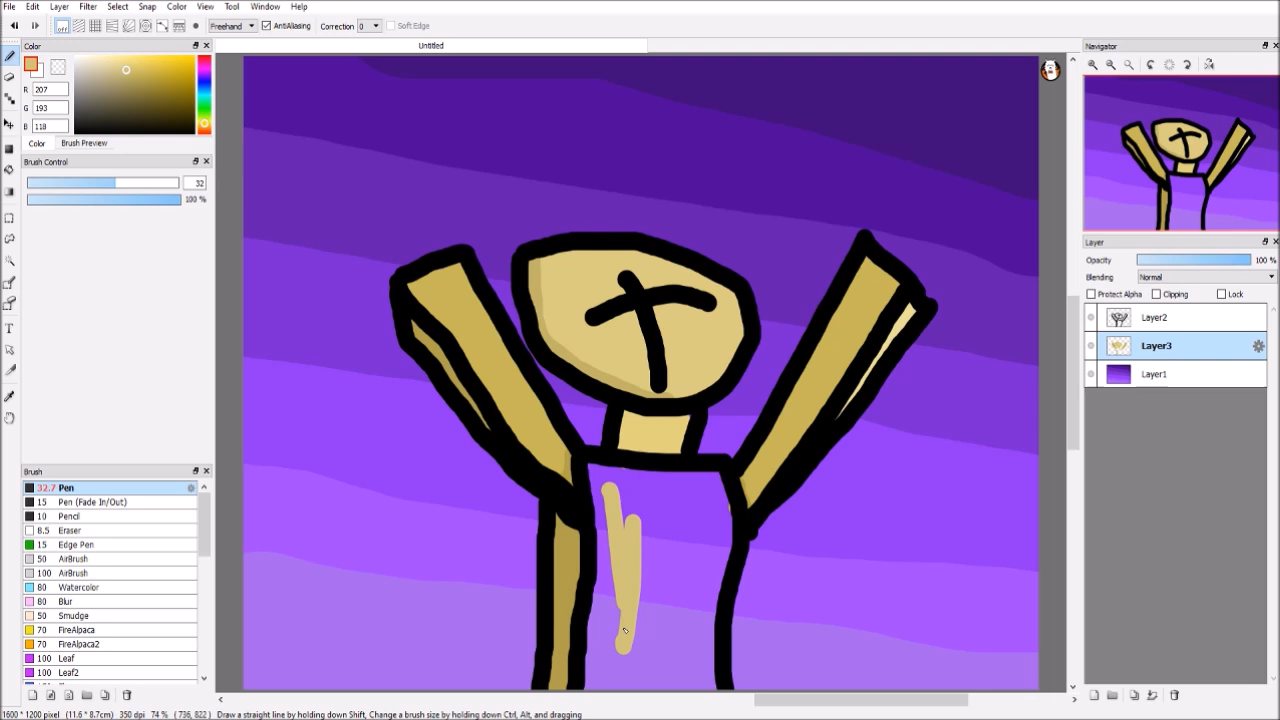 File Edit Layer Filter Select Snap Color View Tool Window Help
off Freehand AntiAliasing Correction 0 Soft Edge
Color
R 207
G 193
B 118
Color Brush Preview
Brush Control
32
100 %
Brush
32.7 Pen
15 Pen (Fade In/Out)
10 Pencil
8.5 Eraser
15 Edge Pen
50 AirBrush
100 AirBrush
80 Watercolor
80 Blur
50 Smudge
70 FireAlpaca
70 FireAlpaca2
100 Leaf
100 Leaf2
Untitled
Navigator
Layer
Opacity 100 %
Blending Normal
Protect Alpha Clipping Lock
Layer2
Layer3
Layer1
1600 * 1200 pixel (11.6 * 8.7cm) 350 dpi 74 % ( 736, 822 ) Draw a straight line by holding down Shift, Change a brush size by holding down Ctrl, Alt, and dragging